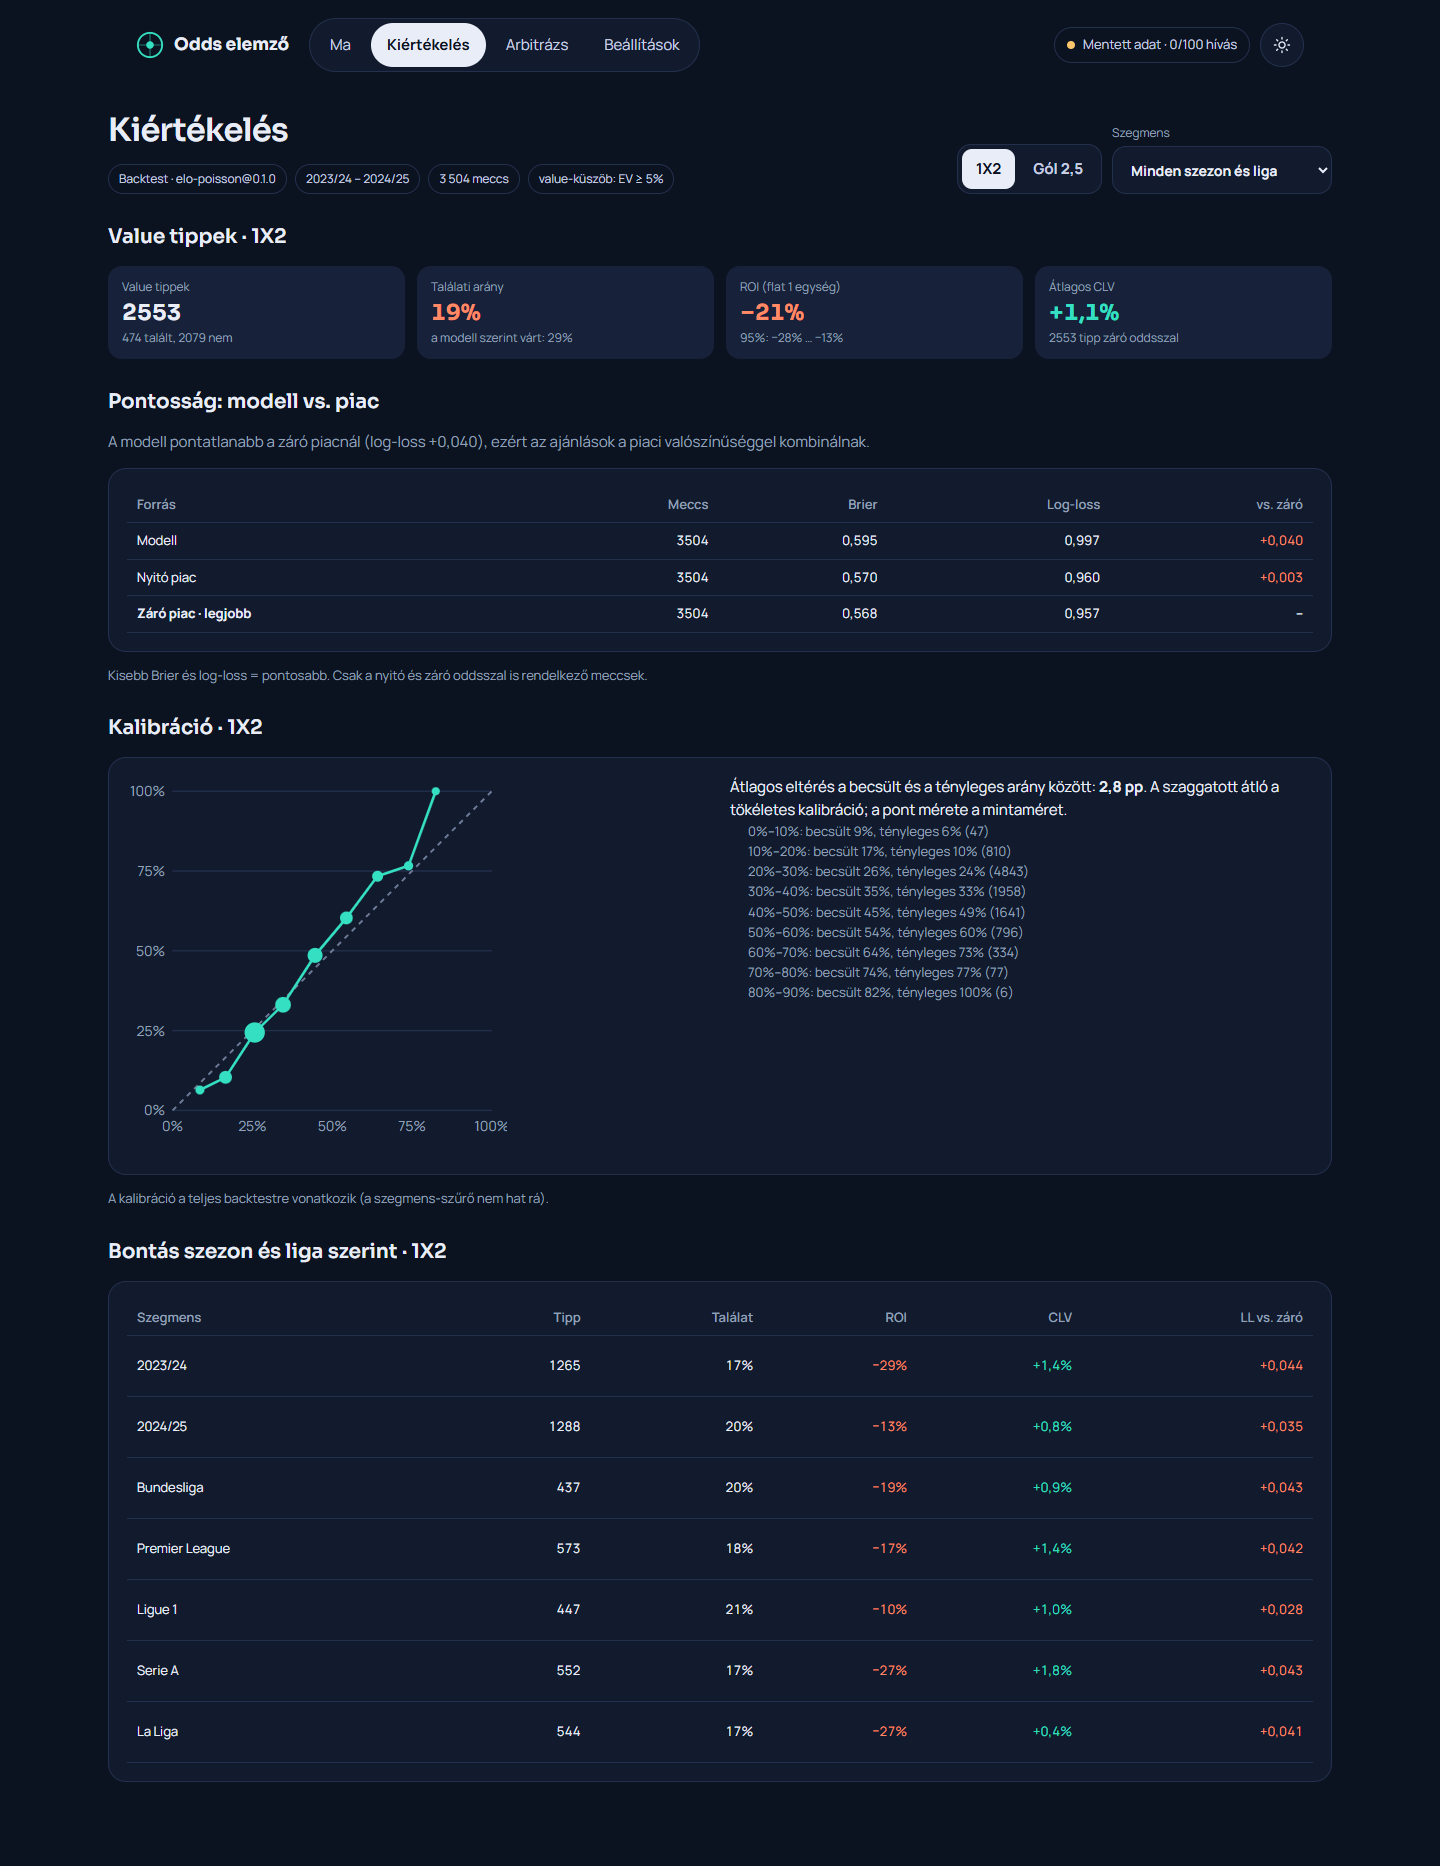 Odds elemző
Ma
Kiértékelés
Arbitrázs
Beállítások
Mentett adat · 0/100 hívás
Kiértékelés
Backtest · elo-poisson@0.1.0
2023/24 – 2024/25
3 504 meccs
value-küszöb: EV ≥ 5%
1X2
Gól 2,5
Szegmens
Minden szezon és liga
Value tippek · 1X2
Value tippek
2553
474 talált, 2079 nem
Találati arány
19%
a modell szerint várt: 29%
ROI (flat 1 egység)
−21%
95%: −28% … −13%
Átlagos CLV
+1,1%
2553 tipp záró oddsszal
Pontosság: modell vs. piac
A modell pontatlanabb a záró piacnál (log-loss +0,040), ezért az ajánlások a piaci valószínűséggel kombinálnak.
Forrás Meccs Brier Log-loss vs. záró
Modell 3504 0,595 0,997 +0,040
Nyitó piac 3504 0,570 0,960 +0,003
Záró piac · legjobb 3504 0,568 0,957 –
Kisebb Brier és log-loss = pontosabb. Csak a nyitó és záró oddsszal is rendelkező meccsek.
Kalibráció · 1X2
100%
75%
50%
25%
0%
0% 25% 50% 75% 100%
Átlagos eltérés a becsült és a tényleges arány között: 2,8 pp. A szaggatott átló a
tökéletes kalibráció; a pont mérete a mintaméret.
0%–10%: becsült 9%, tényleges 6% (47)
10%–20%: becsült 17%, tényleges 10% (810)
20%–30%: becsült 26%, tényleges 24% (4843)
30%–40%: becsült 35%, tényleges 33% (1958)
40%–50%: becsült 45%, tényleges 49% (1641)
50%–60%: becsült 54%, tényleges 60% (796)
60%–70%: becsült 64%, tényleges 73% (334)
70%–80%: becsült 74%, tényleges 77% (77)
80%–90%: becsült 82%, tényleges 100% (6)
A kalibráció a teljes backtestre vonatkozik (a szegmens-szűrő nem hat rá).
Bontás szezon és liga szerint · 1X2
Szegmens Tipp Találat ROI CLV LL vs. záró
2023/24 1265 17% −29% +1,4% +0,044
2024/25 1288 20% −13% +0,8% +0,035
Bundesliga 437 20% −19% +0,9% +0,043
Premier League 573 18% −17% +1,4% +0,042
Ligue 1 447 21% −10% +1,0% +0,028
Serie A 552 17% −27% +1,8% +0,043
La Liga 544 17% −27% +0,4% +0,041